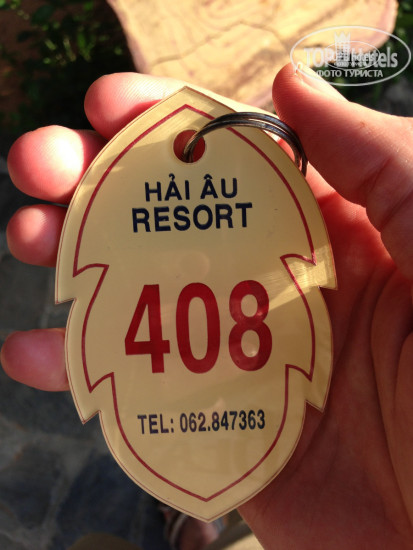 TOP Hotels
ФОТО ТУРИСТА
HẢI ÂU
RESORT
408
TEL: 062.847363